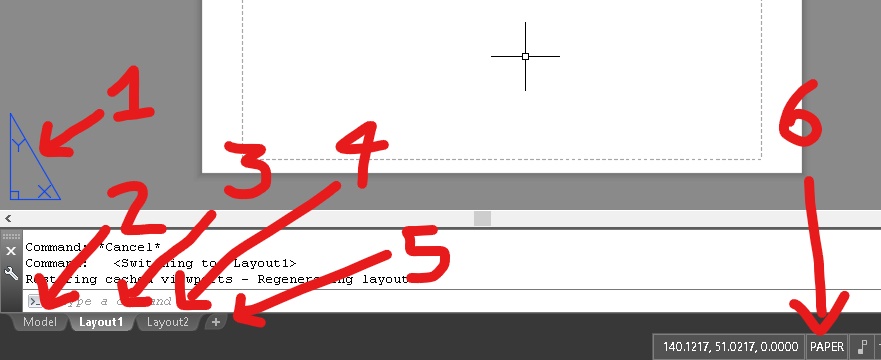 1
6
4
3
Y
X
2
5
Command: *Cancel*
Command: <Switching to: Layout1>
Restoring cached viewports - Regenerating layout.
Type a command
Model Layout1 Layout2 +
140.1217, 51.0217, 0.0000 PAPER